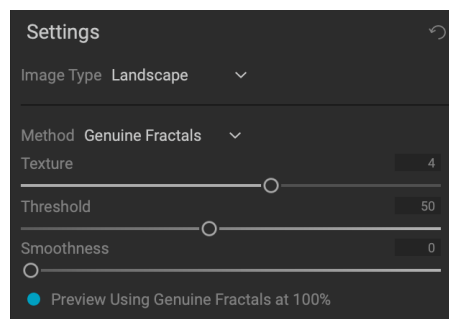 Settings
Image Type Landscape
Method Genuine Fractals
Texture 4
Threshold 50
Smoothness 0
Preview Using Genuine Fractals at 100%